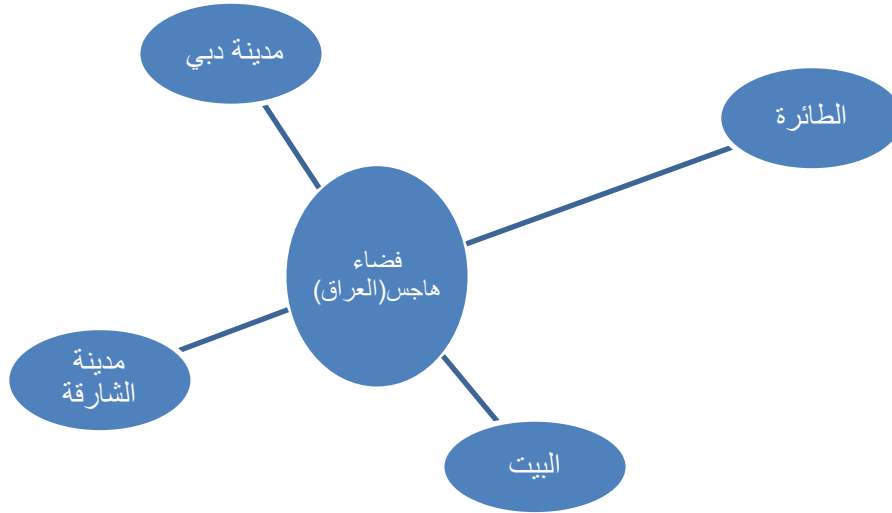 مدينة دبي
الطائرة
فضاء
هاجس(العراق)
مدينة
الشارقة
البيت